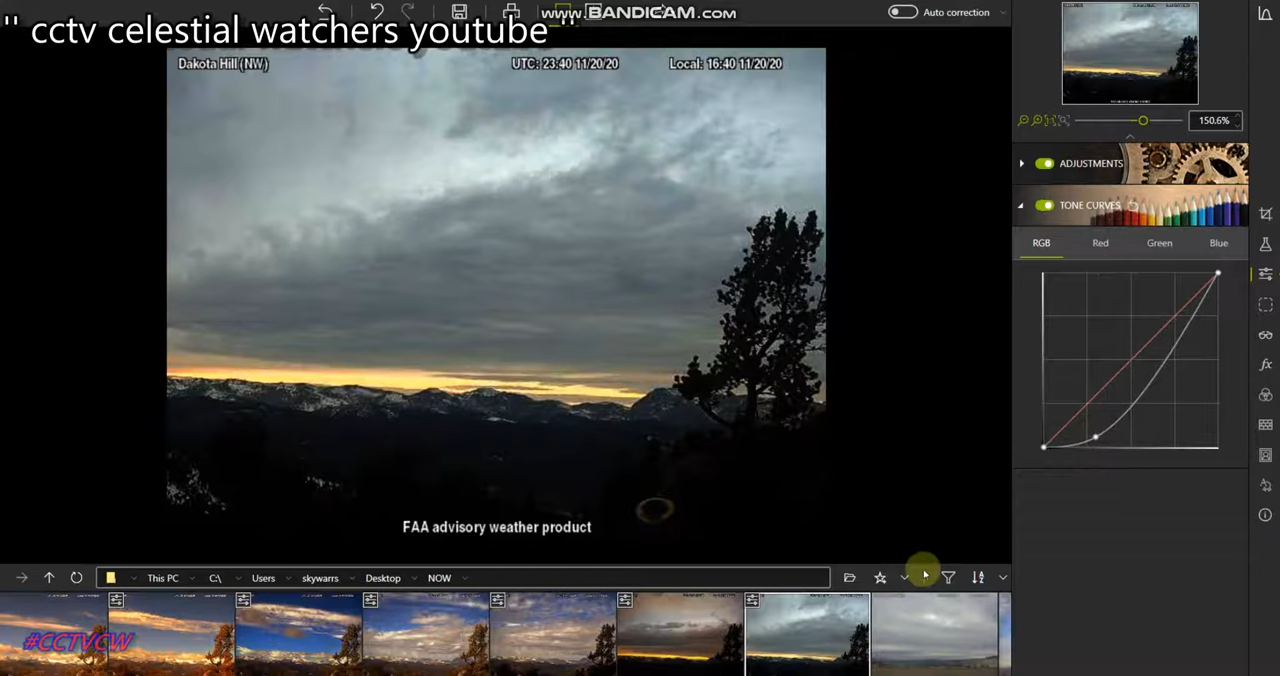 " cctv celestial watchers youtube"
www.BANDICAM.com
Auto correction
Dakota Hill (NW)
UTC: 23:40 11/20/20
Local: 16:40 11/20/20
150.6%
ADJUSTMENTS
TONE CURVES
RGB
Red
Green
Blue
FAA advisory weather product
This PC
C:\
Users
skywarrs
Desktop
NOW
#CCTVCW